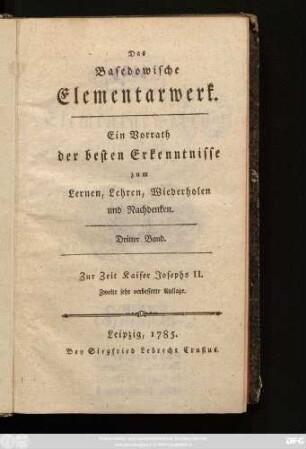 Das
Basedowische
Elementarwerk.
Ein Vorrath
der besten Erkenntnisse
zum
Lernen, Lehren, Wiederholen
und Nachdenken.
Dritter Band.
Zur Zeit Kaiser Josephs II.
Zweite sehr verbesserte Auflage.
Leipzig, 1785.
Bey Siegfried Lebrecht Crusius.